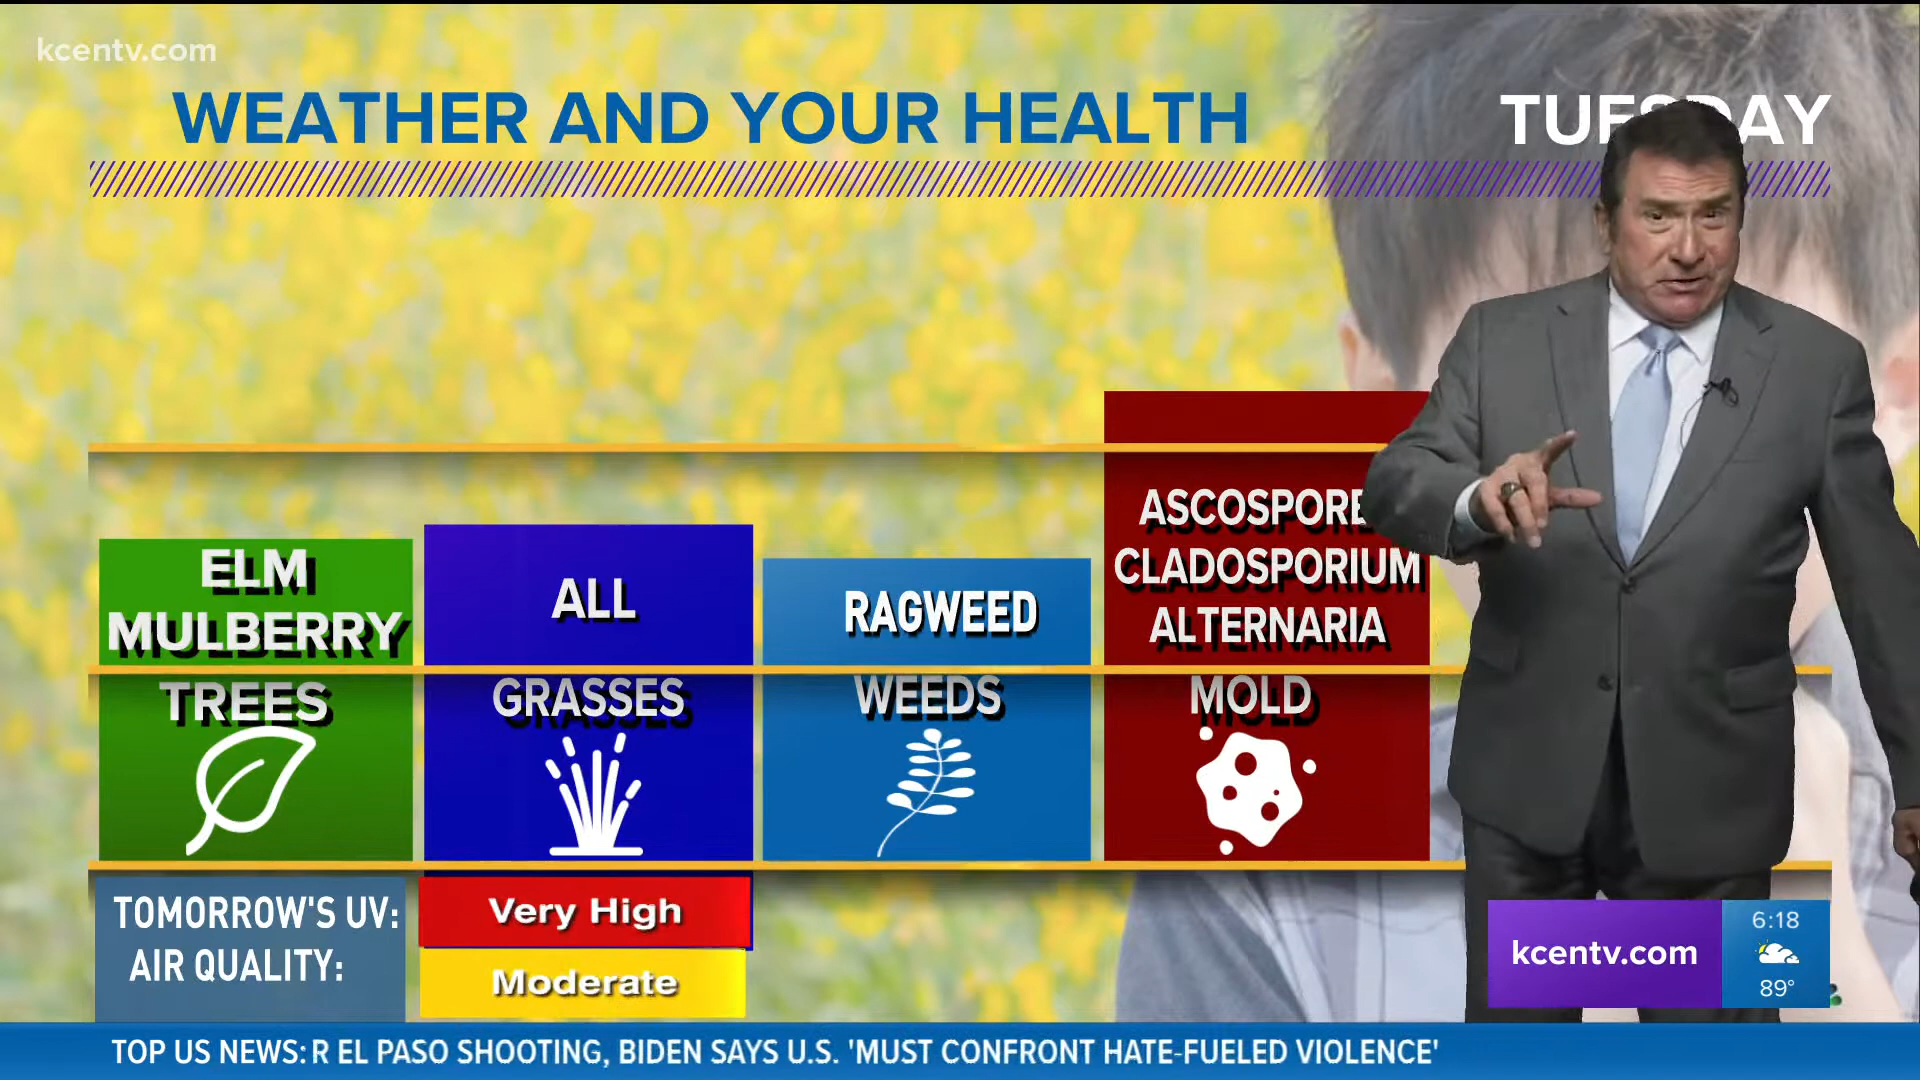 kcentv.com
WEATHER AND YOUR HEALTH
ELM
MULBERRY
TREES
ALL
GRASSES
RAGWEED
WEEDS
CLADOSPORIUM
ALTERNARIA
MOLD
TOMORROW'S UV: Very High
AIR QUALITY: Moderate
kcentv.com
6:18
89°
TOP US NEWS: R EL PASO SHOOTING, BIDEN SAYS U.S. 'MUST CONFRONT HATE-FUELED VIOLENCE'